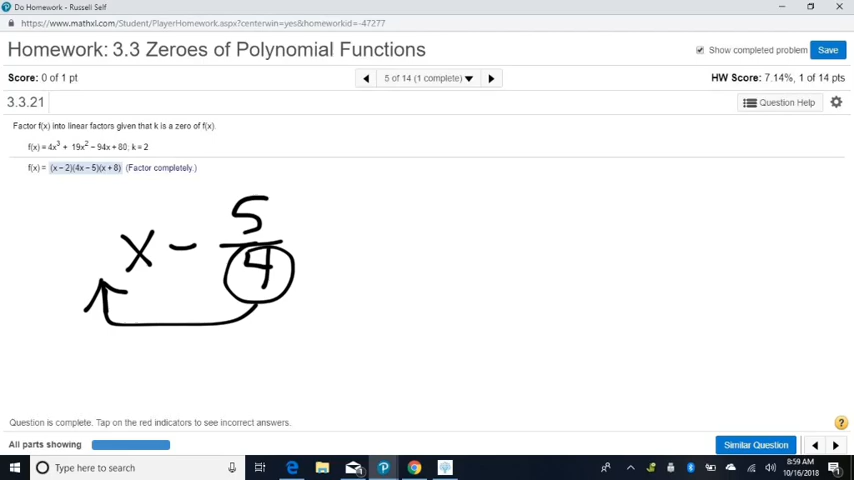 Do Homework - Russell Self
https://www.mathxl.com/Student/PlayerHomework.aspx?centerwin=yes&homeworkid=-47277
Homework: 3.3 Zeroes of Polynomial Functions
Show completed problem
Save
Score: 0 of 1 pt
5 of 14 (1 complete)
HW Score: 7.14%, 1 of 14 pts
3.3.21
Question Help
Factor f(x) into linear factors given that k is a zero of f(x).
f(x) = 4x³ + 19x² − 94x + 80; k = 2
f(x) = (x − 2)(4x − 5)(x + 8) (Factor completely.)
x − 5/4
Question is complete. Tap on the red indicators to see incorrect answers.
?
All parts showing
Similar Question
Type here to search
8:59 AM
10/16/2018
1